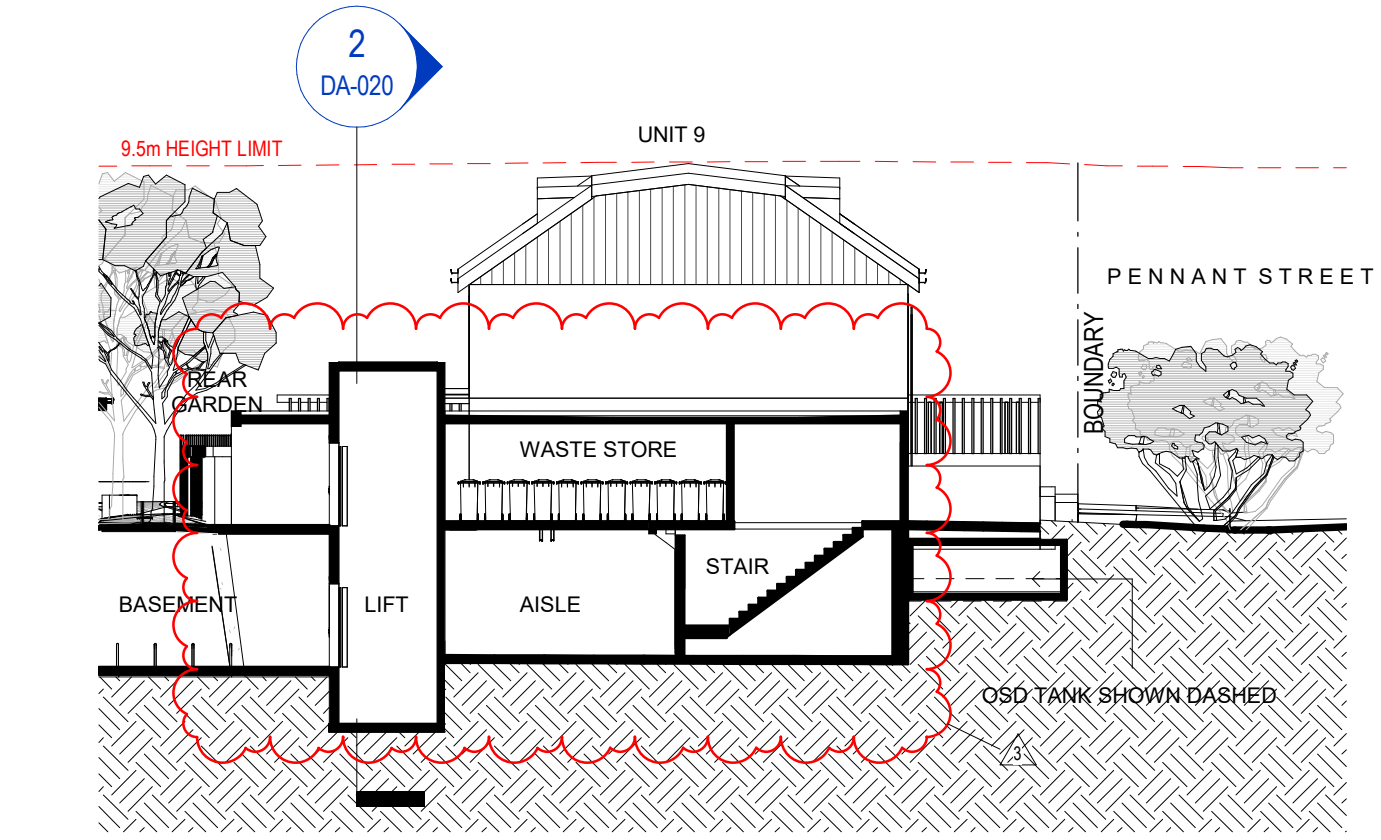 2
DA-020
UNIT 9
9.5m HEIGHT LIMIT
PENNANT STREET
BOUNDARY
REAR
GARDEN
WASTE STORE
STAIR
BASEMENT
LIFT
AISLE
OSD TANK SHOWN DASHED
3